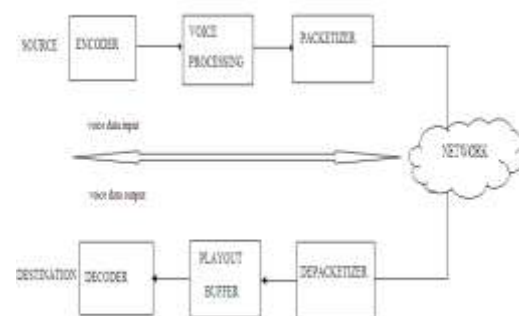 SOURCE
ENCODER
VOICE
PROCESSING
PACKETIZER
voice data input
NETWORK
voice data output
DESTINATION
DECODER
PLAYOUT
BUFFER
DEPACKETIZER